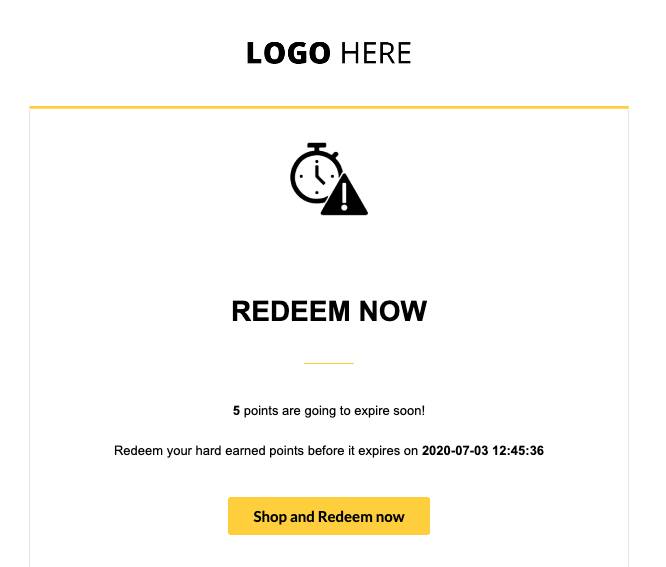 LOGO HERE
REDEEM NOW
5 points are going to expire soon!
Redeem your hard earned points before it expires on 2020-07-03 12:45:36
Shop and Redeem now